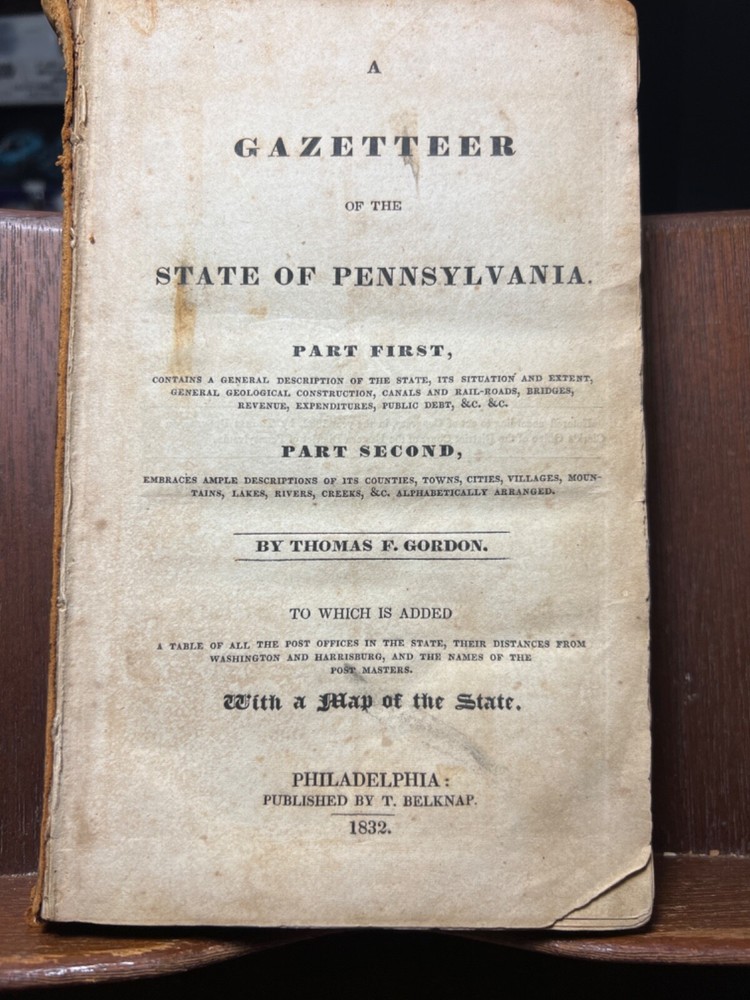 A
GAZETTEER
OF THE
STATE OF PENNSYLVANIA.
PART FIRST,
CONTAINS A GENERAL DESCRIPTION OF THE STATE, ITS SITUATION AND EXTENT,
GENERAL GEOLOGICAL CONSTRUCTION, CANALS AND RAIL-ROADS, BRIDGES,
REVENUE, EXPENDITURES, PUBLIC DEBT, &C. &C.
PART SECOND,
EMBRACES AMPLE DESCRIPTIONS OF ITS COUNTIES, TOWNS, CITIES, VILLAGES, MOUN-
TAINS, LAKES, RIVERS, CREEKS, &C. ALPHABETICALLY ARRANGED.
BY THOMAS F. GORDON.
TO WHICH IS ADDED
A TABLE OF ALL THE POST OFFICES IN THE STATE, THEIR DISTANCES FROM
WASHINGTON AND HARRISBURG, AND THE NAMES OF THE
POST MASTERS.
With a Map of the State.
PHILADELPHIA:
PUBLISHED BY T. BELKNAP.
1832.